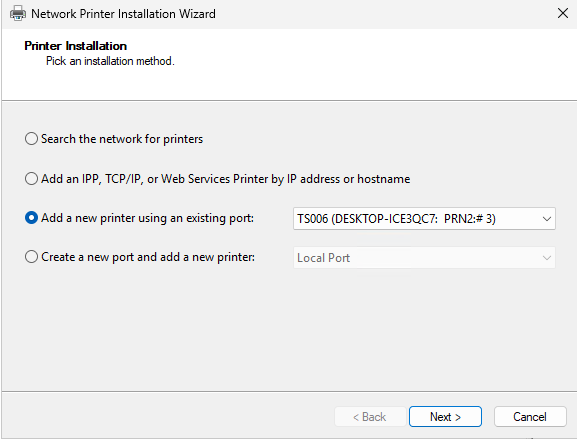 Network Printer Installation Wizard
Printer Installation
Pick an installation method.
Search the network for printers
Add an IPP, TCP/IP, or Web Services Printer by IP address or hostname
Add a new printer using an existing port: TS006 (DESKTOP-ICE3QC7: PRN2:# 3)
Create a new port and add a new printer: Local Port
< Back Next > Cancel